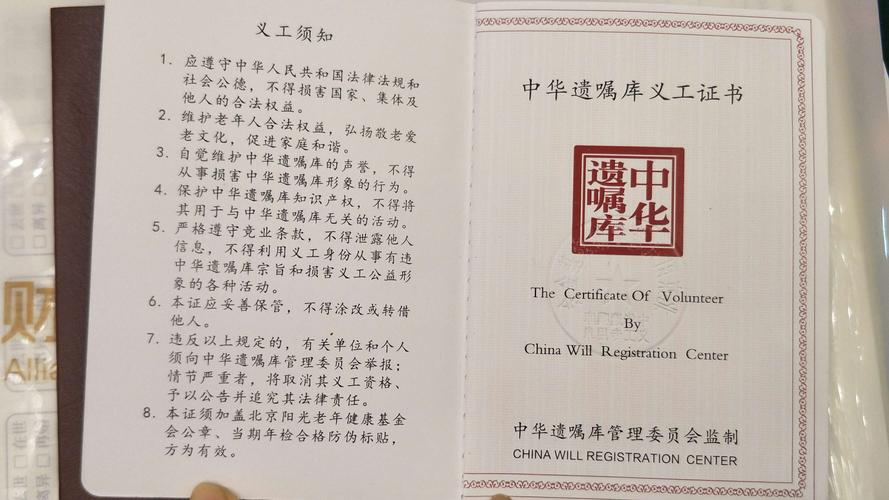 义工须知
1. 应遵守中华人民共和国法律法规和
社会公德，不得损害国家、集体及
他人的合法权益。
2. 维护老年人合法权益，弘扬敬老爱
老文化，促进家庭和谐。
3. 自觉维护中华遗嘱库的声誉，不得
从事损害中华遗嘱库形象的行为。
4. 保护中华遗嘱库知识产权，不得将
其用于与中华遗嘱库无关的活动。
5. 严格遵守竞业条款，不得泄露他人
信息，不得利用义工身份从事有违
中华遗嘱库宗旨和损害义工公益形
象的各种活动。
6. 本证应妥善保管，不得涂改或转借
他人。
7. 违反以上规定的，有关单位和个人
须向中华遗嘱库管理委员会举报；
情节严重者，将取消其义工资格、
予以公告并追究其法律责任。
8. 本证须加盖北京阳光老年健康基金
会公章、当期年检合格防伪标贴，
方为有效。
中华遗嘱库义工证书
中华
遗嘱库
The Certificate Of Volunteer
By
China Will Registration Center
中华遗嘱库管理委员会监制
CHINA WILL REGISTRATION CENTER
财
Allia